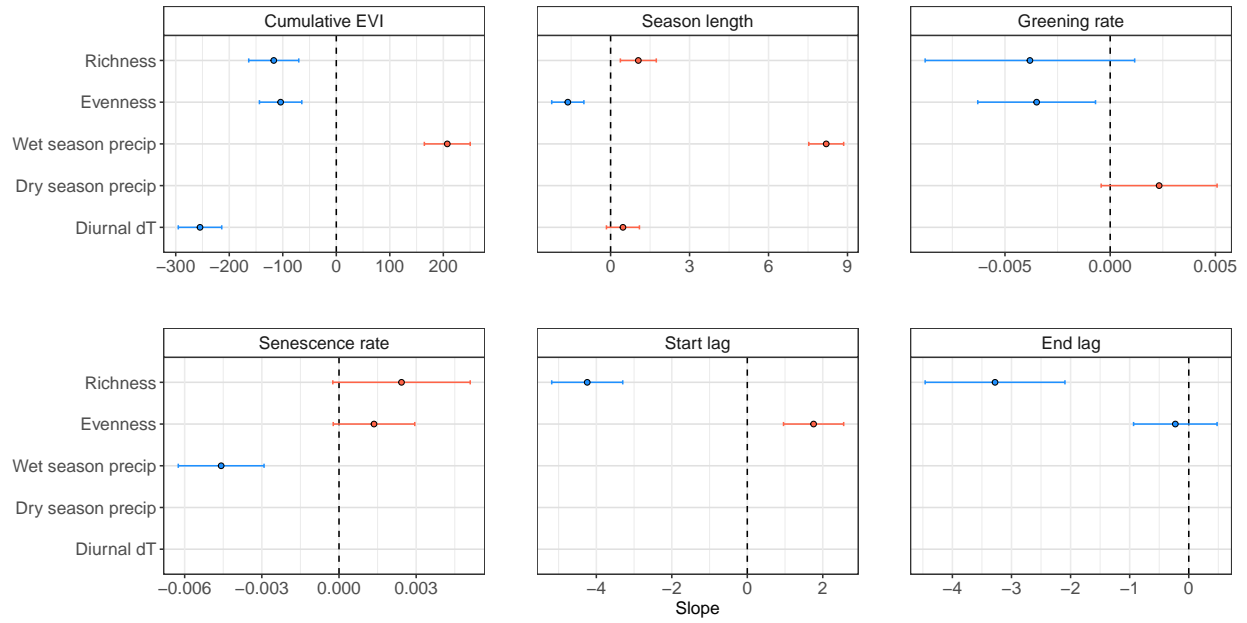 Cumulative EVI
Season length
Greening rate
Richness
Evenness
Wet season precip
Dry season precip
Diurnal dT
−300 −200 −100 0 100 200
0 3 6 9
−0.005 0.000 0.005
Senescence rate
Start lag
End lag
Richness
Evenness
Wet season precip
Dry season precip
Diurnal dT
−0.006 −0.003 0.000 0.003
−4 −2 0 2
−4 −3 −2 −1 0
Slope